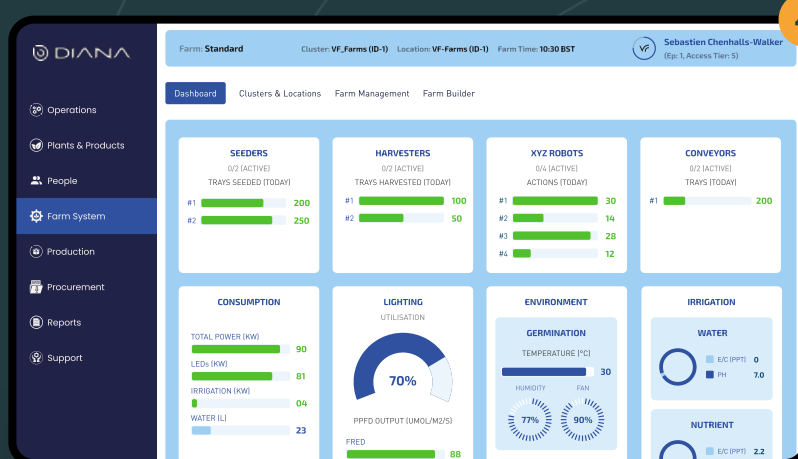 DIANA
Farm: Standard
Cluster: VF_Farms (ID-1) Location: VF-Farms (ID-1) Farm Time: 10:30 BST
VF
Sebastien Chenhalls-Walker
(Ep: 1, Access Tier: 5)
Operations
Plants & Products
People
Farm System
Production
Procurement
Reports
Support
Dashboard Clusters & Locations Farm Management Farm Builder
SEEDERS
0/2 (ACTIVE)
TRAYS SEEDED (TODAY)
#1 200
#2 250
HARVESTERS
0/2 (ACTIVE)
TRAYS HARVESTED (TODAY)
#1 100
#2 50
XYZ ROBOTS
0/4 (ACTIVE)
ACTIONS (TODAY)
#1 30
#2 14
#3 28
#4 12
CONVEYORS
0/2 (ACTIVE)
TRAYS (TODAY)
#1 200
CONSUMPTION
TOTAL POWER (KW)
90
LEDs (KW)
81
IRRIGATION (KW)
04
WATER (L)
23
LIGHTING
UTILISATION
70%
PPFD OUTPUT (UMOL/M2/S)
FRED
88
ENVIRONMENT
GERMINATION
TEMPERATURE (°C)
30
HUMIDITY FAN
77% 90%
IRRIGATION
WATER
E/C (PPT) 0
PH 7.0
NUTRIENT
E/C (PPT) 2.2